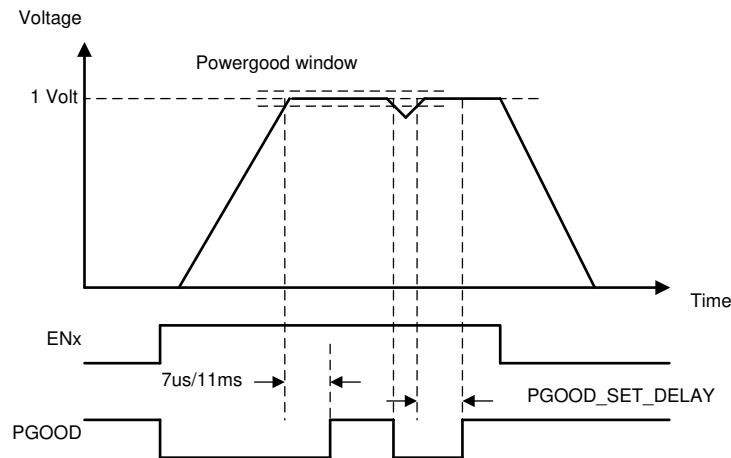 Voltage
Powergood window
1 Volt
Time
ENx
7us/11ms
PGOOD_SET_DELAY
PGOOD